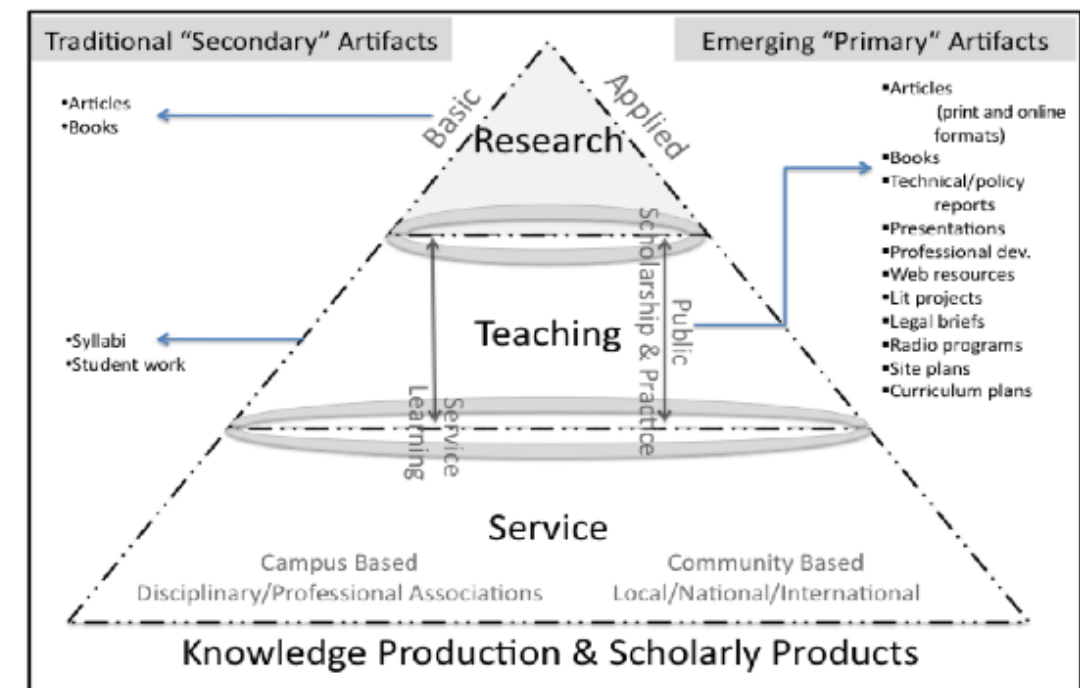 Traditional “Secondary” Artifacts
Emerging “Primary” Artifacts
•Articles
•Books
Basic
Applied
Research
▪Articles
(print and online
formats)
▪Books
▪Technical/policy
reports
▪Presentations
▪Professional dev.
▪Web resources
▪Lit projects
▪Legal briefs
▪Radio programs
▪Site plans
▪Curriculum plans
•Syllabi
•Student work
Teaching
Public
Scholarship & Practice
Service
Learning
Service
Campus Based
Disciplinary/Professional Associations
Community Based
Local/National/International
Knowledge Production & Scholarly Products